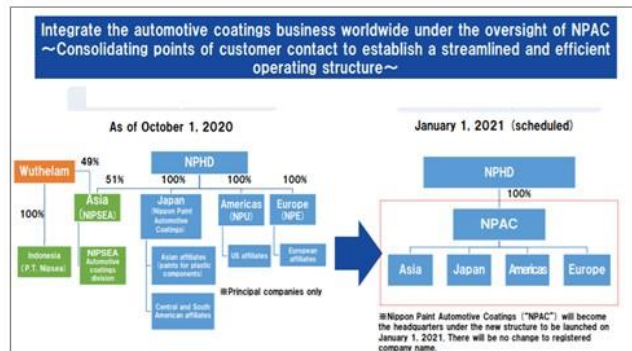 Integrate the automotive coatings business worldwide under the oversight of NPAC
～Consolidating points of customer contact to establish a streamlined and efficient
operating structure～
As of October 1, 2020
January 1, 2021 (scheduled)
NPHD
Wuthelam
49%
51%
100%
100%
100%
100%
Asia
(NIPSEA)
Japan
(Nippon Paint
Automotive
Coatings)
Americas
(NPU)
Europe
(NPE)
Indonesia
(P.T. Nipsea)
NIPSEA
Automotive
coatings
division
Asian affiliates
(paints for plastic
components)
US affiliates
European
affiliates
Central and South
American affiliates
※Principal companies only
NPHD
100%
NPAC
Asia
Japan
Americas
Europe
※Nippon Paint Automotive Coatings ("NPAC") will become
the headquarters under the new structure to be launched on
January 1, 2021. There will be no change to registered
company name.